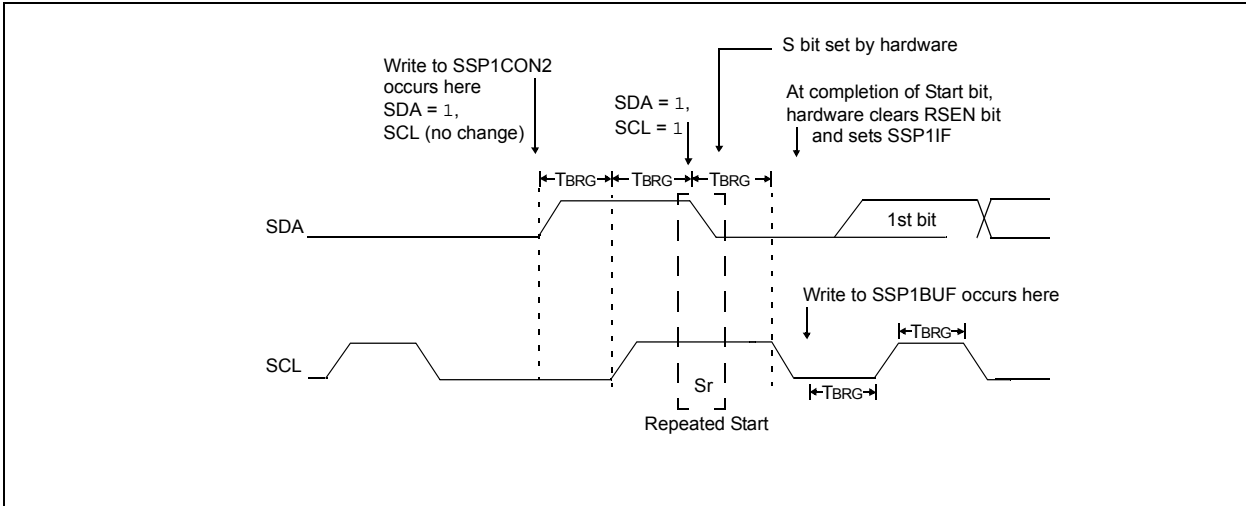 S bit set by hardware
Write to SSP1CON2
occurs here
SDA = 1,
SCL (no change)
SDA = 1,
SCL = 1
At completion of Start bit,
hardware clears RSEN bit
and sets SSP1IF
TBRG TBRG TBRG
SDA
1st bit
Write to SSP1BUF occurs here
TBRG
SCL
Sr
TBRG
Repeated Start